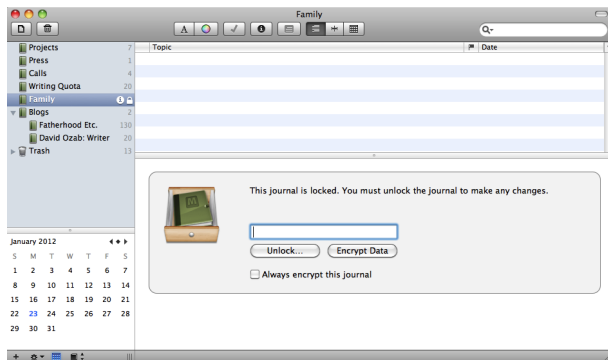 Family
Projects 7
Press 1
Calls 4
Writing Quota 20
Family
Blogs 2
Fatherhood Etc. 130
David Ozab: Writer 20
Trash 13
Topic Date
This journal is locked. You must unlock the journal to make any changes.
Unlock... Encrypt Data
Always encrypt this journal
January 2012
S M T W T F S
1 2 3 4 5 6 7
8 9 10 11 12 13 14
15 16 17 18 19 20 21
22 23 24 25 26 27 28
29 30 31